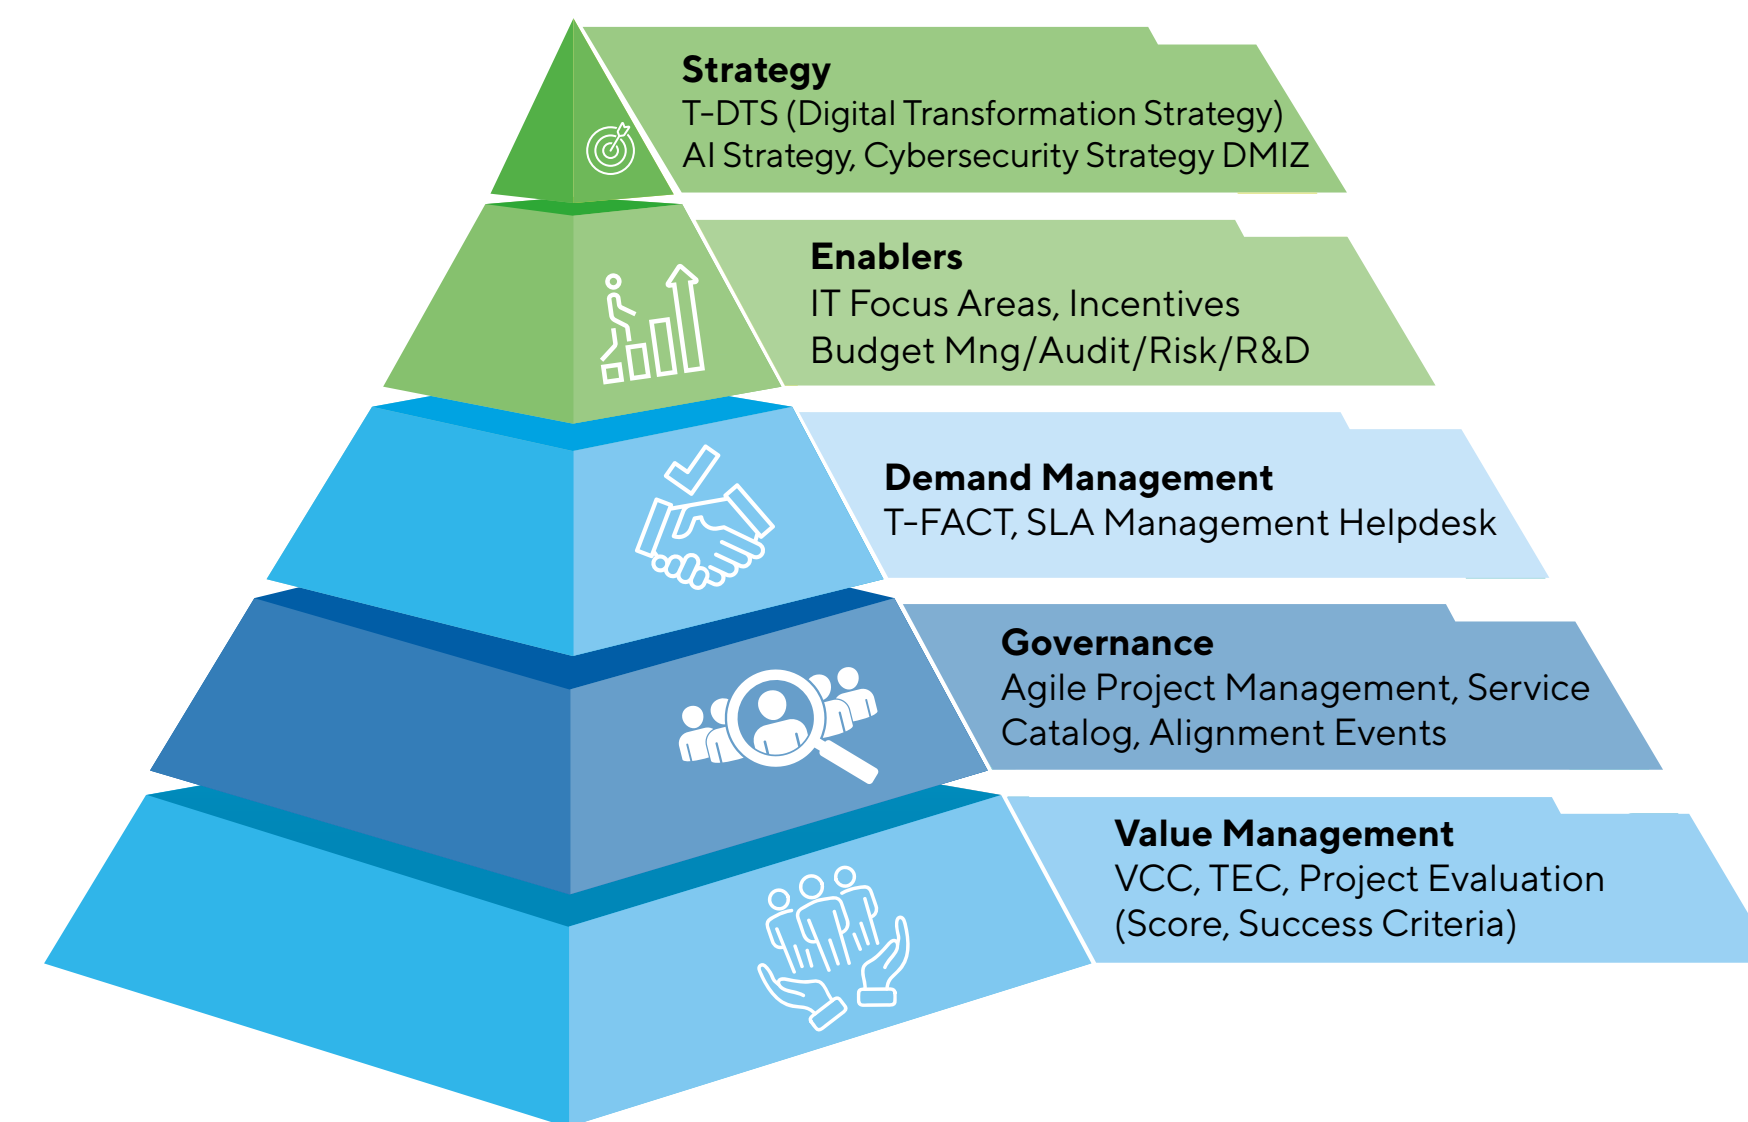 Strategy
T-DTS (Digital Transformation Strategy)
AI Strategy, Cybersecurity Strategy DMIZ
Enablers
IT Focus Areas, Incentives
Budget Mng/Audit/Risk/R&D
Demand Management
T-FACT, SLA Management Helpdesk
Governance
Agile Project Management, Service
Catalog, Alignment Events
Value Management
VCC, TEC, Project Evaluation
(Score, Success Criteria)